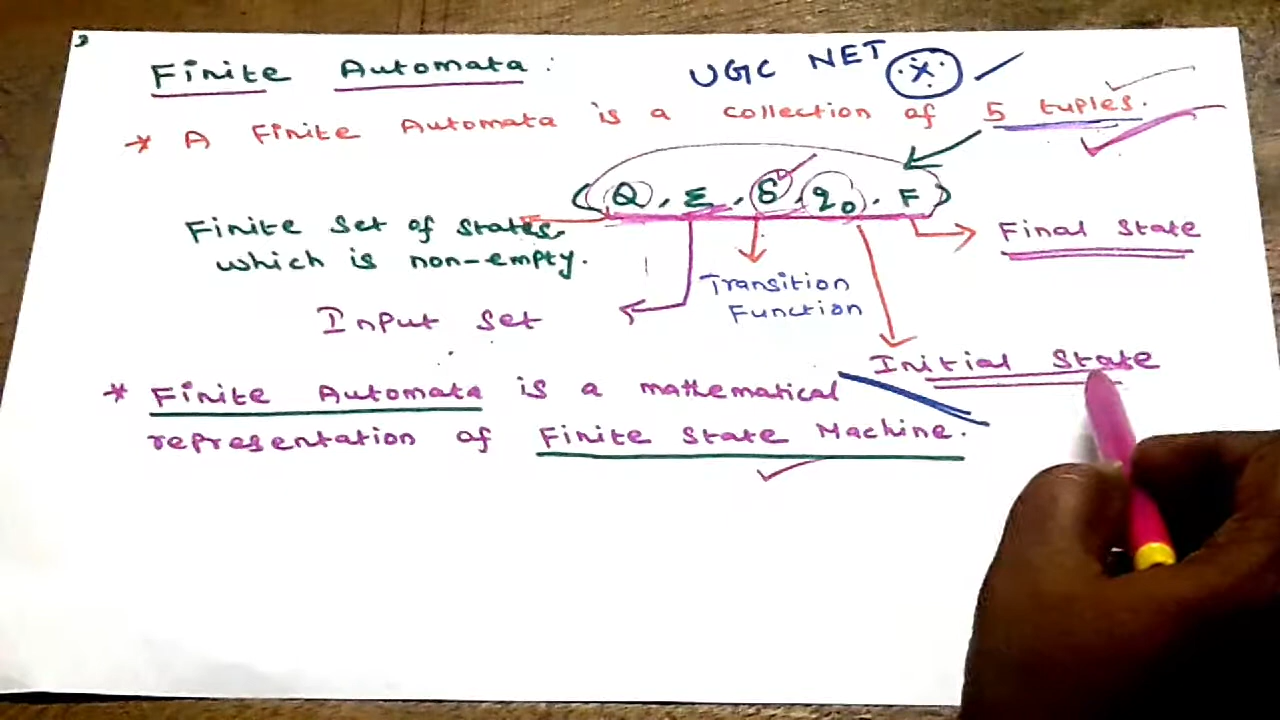 Finite Automata :
UGC NET
* A Finite Automata is a collection of 5 tuples.
(Q, Σ, δ, q0, F)
Finite set of states
which is non-empty.
Final State
Transition
Function
Input set
Initial State
* Finite Automata is a mathematical
representation of Finite State Machine.